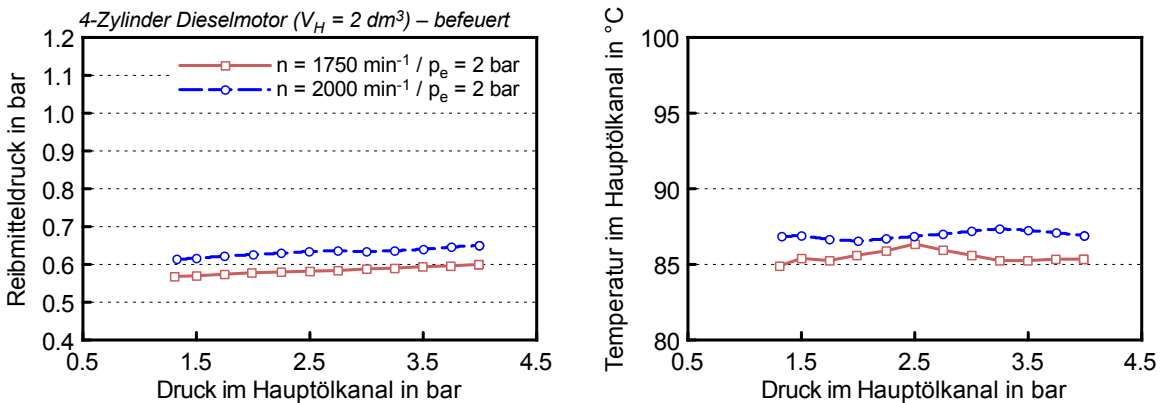 4-Zylinder Dieselmotor (V_H = 2 dm³) – befeuert
Reibmitteldruck in bar
1.2
1.1
1.0
0.9
0.8
0.7
0.6
0.5
0.4
n = 1750 min⁻¹ / pₑ = 2 bar
n = 2000 min⁻¹ / pₑ = 2 bar
0.5 1.5 2.5 3.5 4.5
Druck im Hauptölkanal in bar
Temperatur im Hauptölkanal in °C
100
95
90
85
80
0.5 1.5 2.5 3.5 4.5
Druck im Hauptölkanal in bar